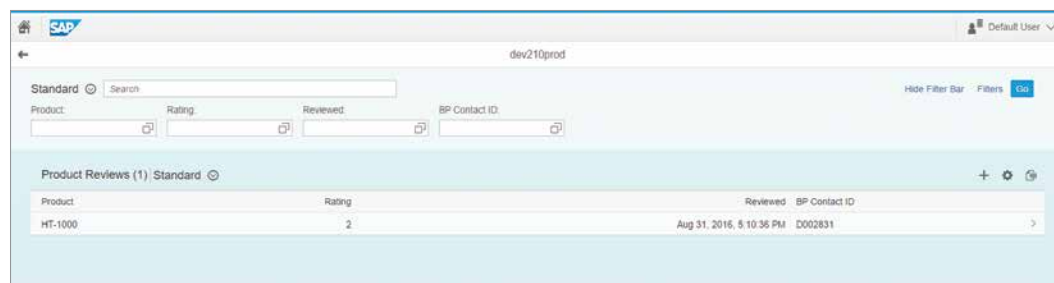 SAP Default User
dev210prod
Standard Search Hide Filter Bar Filters Go
Product: Rating: Reviewed: BP Contact ID:
Product Reviews (1) Standard
Product Rating Reviewed BP Contact ID
HT-1000 2 Aug 31, 2016, 5:10:36 PM D002831